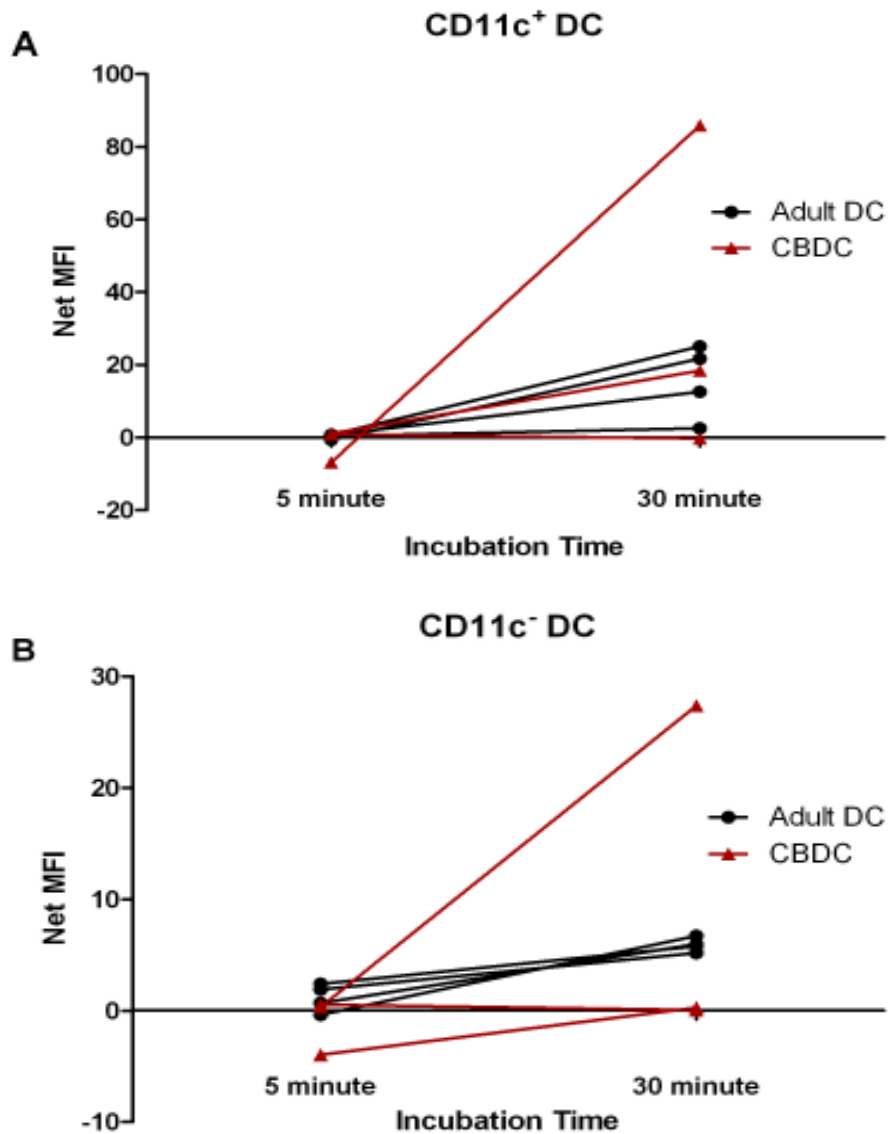 A
CD11c⁺ DC
100
80
60
40
20
0
-20
Net MFI
Adult DC
CBDC
5 minute
30 minute
Incubation Time
B
CD11c⁻ DC
30
20
10
0
-10
Net MFI
Adult DC
CBDC
5 minute
30 minute
Incubation Time